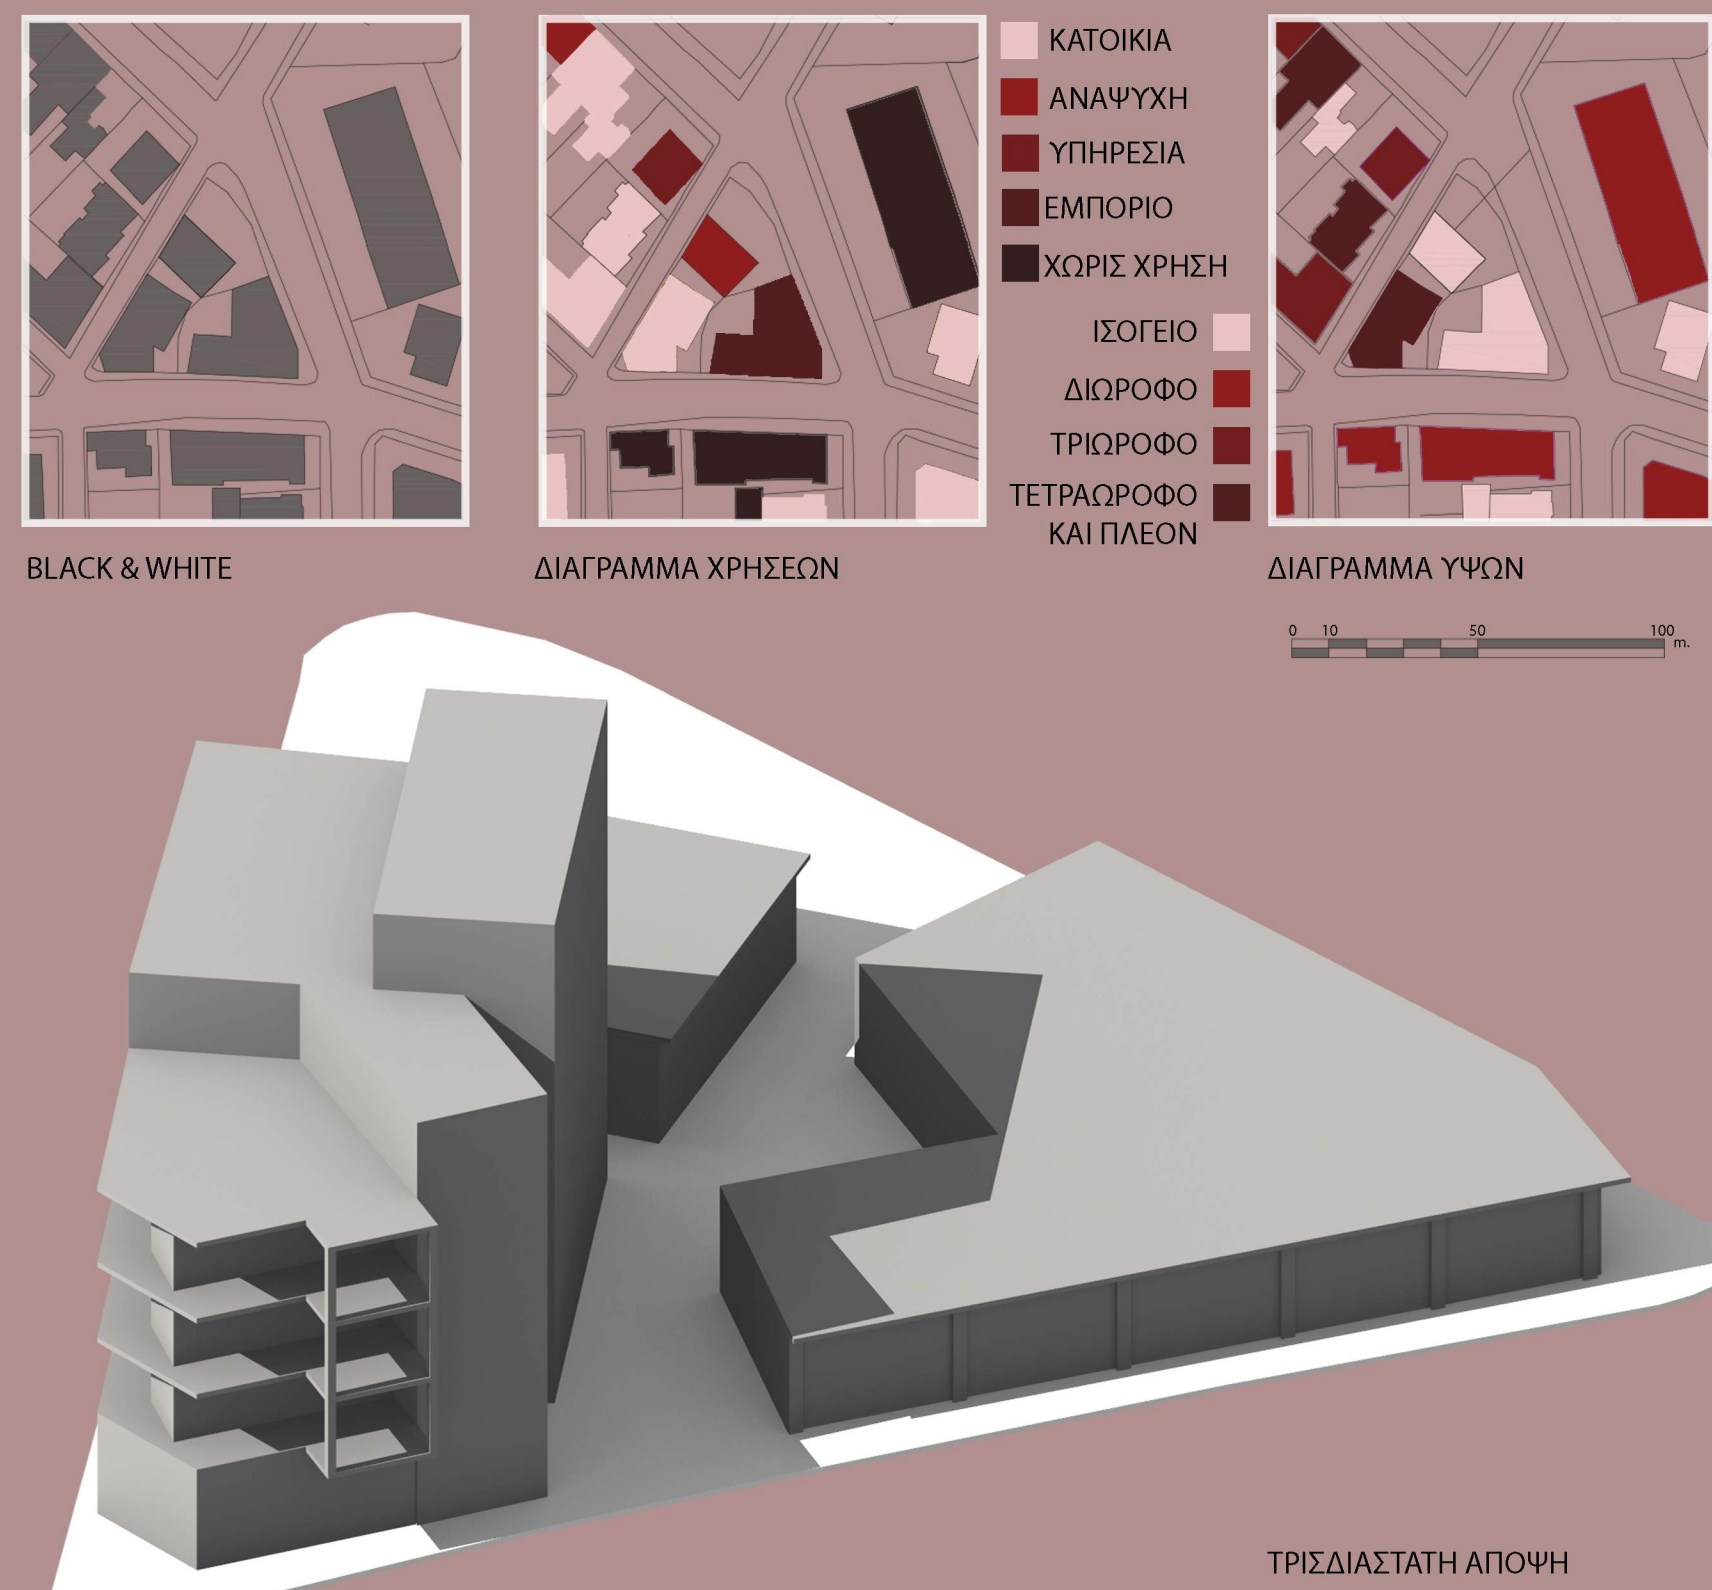 ΚΑΤΟΙΚΙΑ
ΑΝΑΨΥΧΗ
ΥΠΗΡΕΣΙΑ
ΕΜΠΟΡΙΟ
ΧΩΡΙΣ ΧΡΗΣΗ
ΙΣΟΓΕΙΟ
ΔΙΩΡΟΦΟ
ΤΡΙΩΡΟΦΟ
ΤΕΤΡΑΩΡΟΦΟ
ΚΑΙ ΠΛΕΟΝ
BLACK & WHITE
ΔΙΑΓΡΑΜΜΑ ΧΡΗΣΕΩΝ
ΔΙΑΓΡΑΜΜΑ ΥΨΩΝ
0 10 50 100 m.
ΤΡΙΣΔΙΑΣΤΑΤΗ ΑΠΟΨΗ